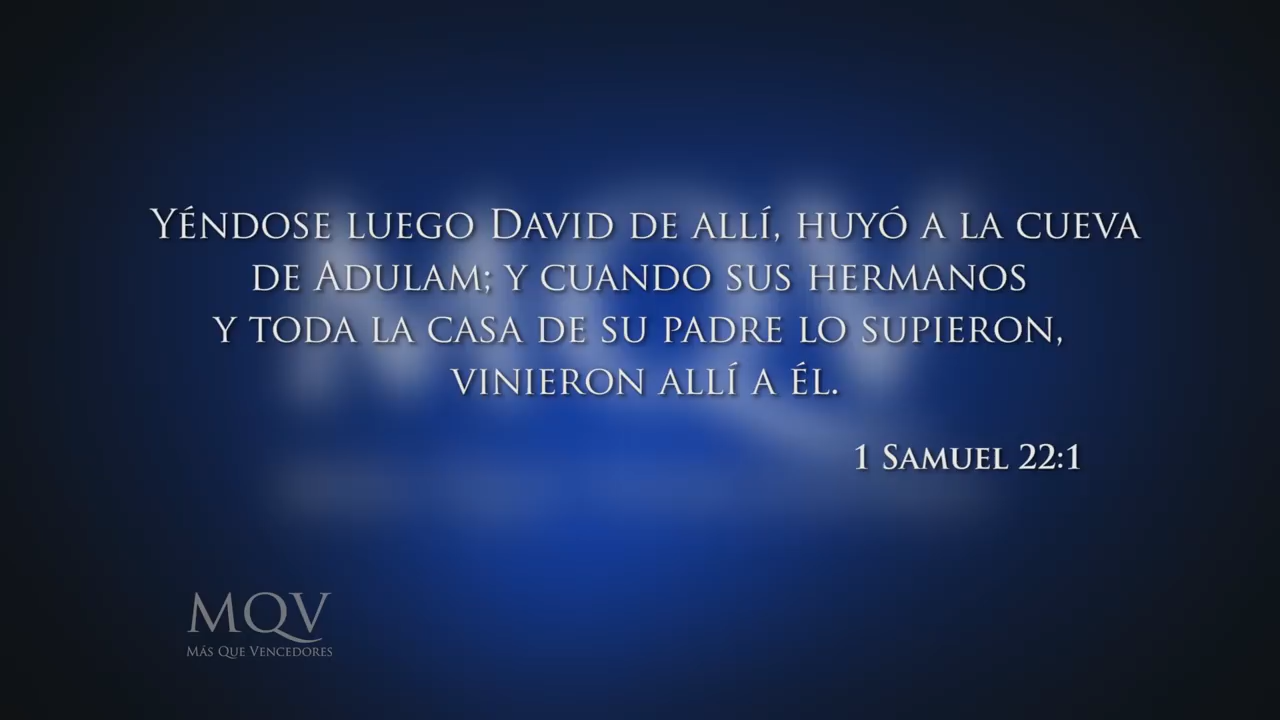 Yéndose luego David de allí, huyó a la cueva
de Adulam; y cuando sus hermanos
y toda la casa de su padre lo supieron,
vinieron allí a él.
1 Samuel 22:1
MQV
Más Que Vencedores